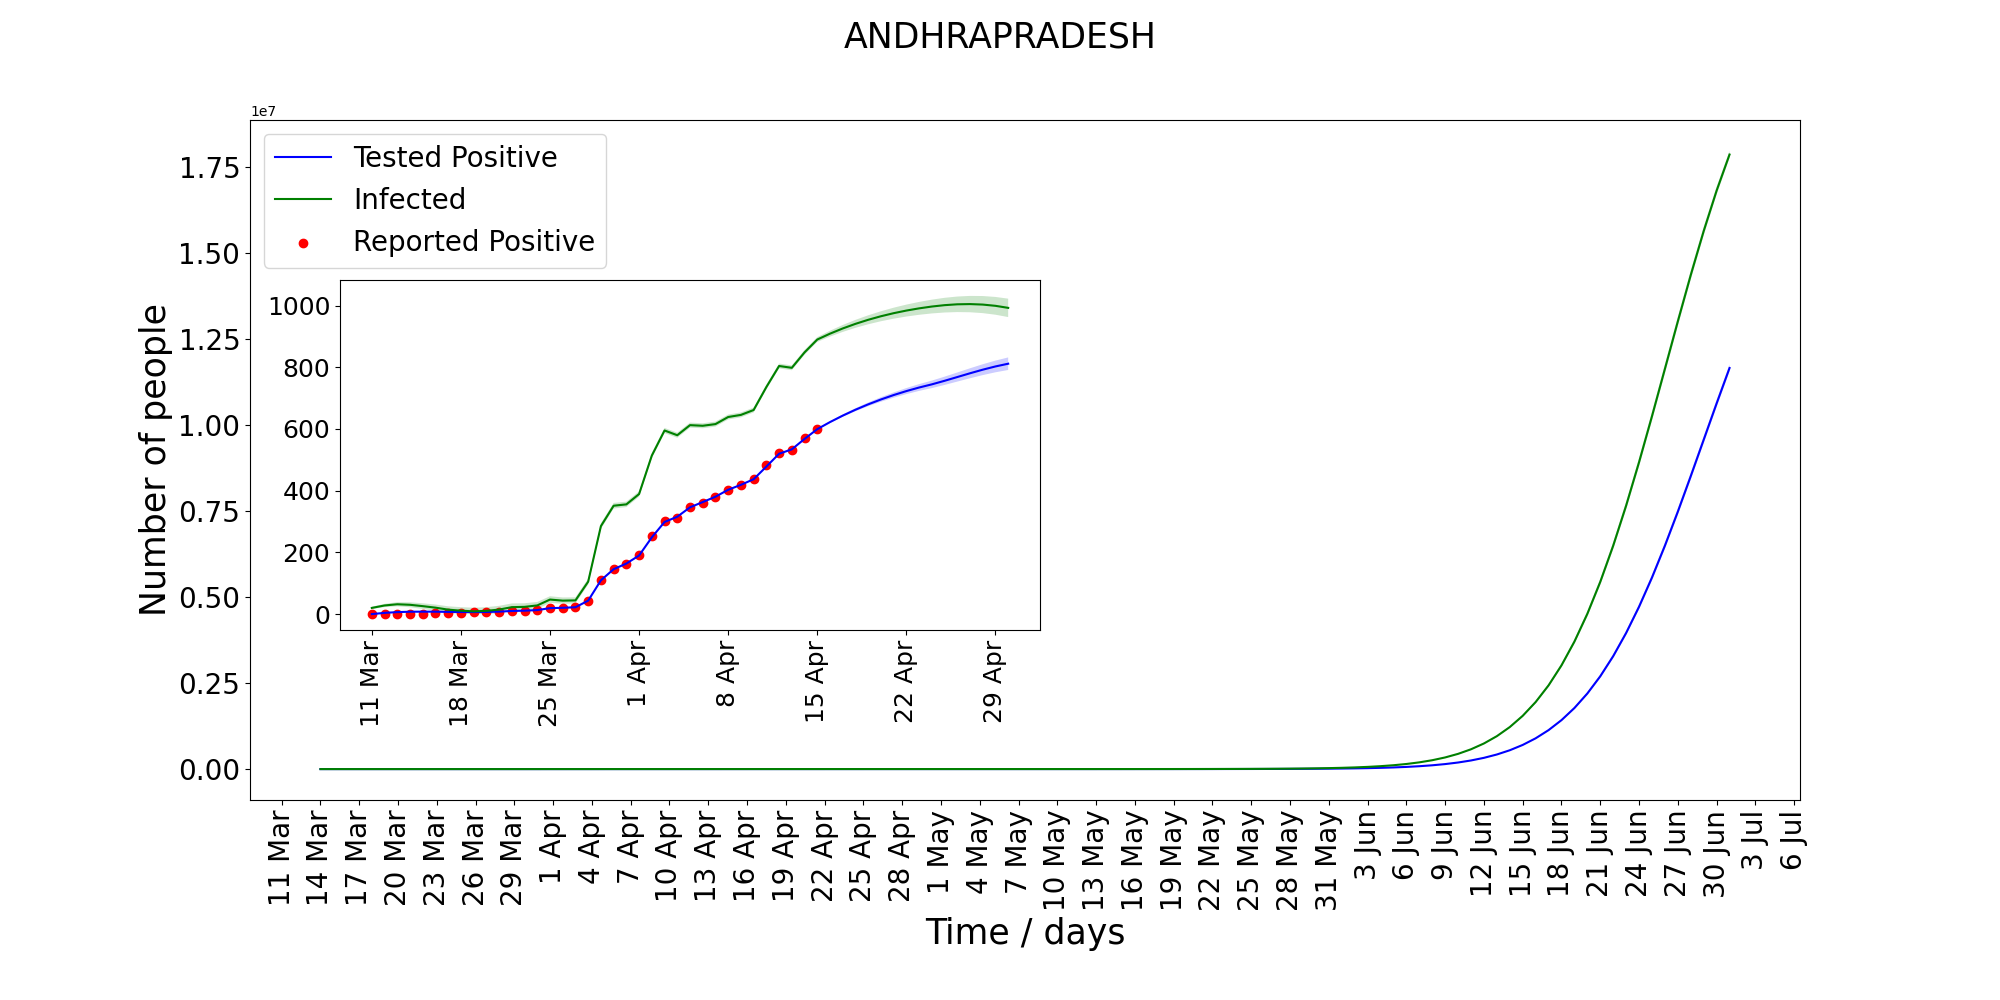 ANDHRAPRADESH
1e7
Tested Positive
Infected
Reported Positive
Number of people
1.75
1.50
1.25
1.00
0.75
0.50
0.25
0.00
1000
800
600
400
200
0
11 Mar
18 Mar
25 Mar
1 Apr
8 Apr
15 Apr
22 Apr
29 Apr
11 Mar
14 Mar
17 Mar
20 Mar
23 Mar
26 Mar
29 Mar
1 Apr
4 Apr
7 Apr
10 Apr
13 Apr
16 Apr
19 Apr
22 Apr
25 Apr
28 Apr
1 May
4 May
7 May
10 May
13 May
16 May
19 May
22 May
25 May
28 May
31 May
3 Jun
6 Jun
9 Jun
12 Jun
15 Jun
18 Jun
21 Jun
24 Jun
27 Jun
30 Jun
3 Jul
6 Jul
Time / days